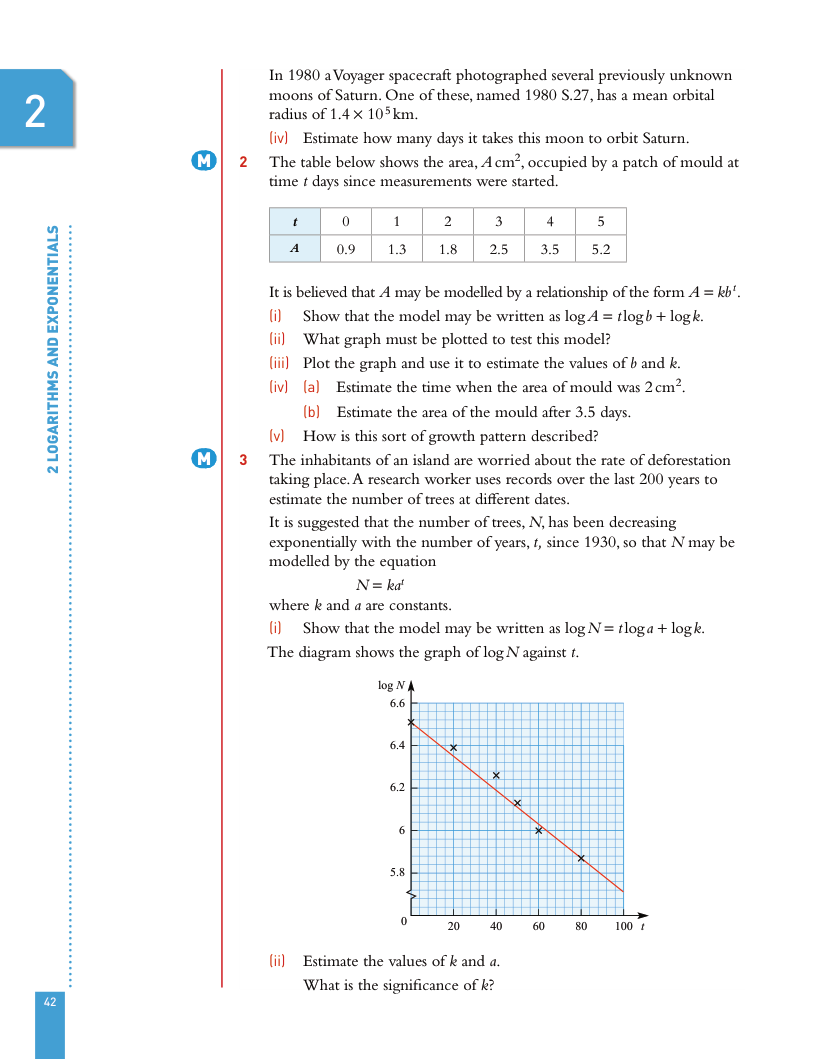 2
2 LOGARITHMS AND EXPONENTIALS
In 1980 a Voyager spacecraft photographed several previously unknown
moons of Saturn. One of these, named 1980 S.27, has a mean orbital
radius of 1.4 × 10⁵ km.
(iv) Estimate how many days it takes this moon to orbit Saturn.
M 2 The table below shows the area, A cm², occupied by a patch of mould at
time t days since measurements were started.
t 0 1 2 3 4 5
A 0.9 1.3 1.8 2.5 3.5 5.2
It is believed that A may be modelled by a relationship of the form A = kbᵗ.
(i) Show that the model may be written as log A = t log b + log k.
(ii) What graph must be plotted to test this model?
(iii) Plot the graph and use it to estimate the values of b and k.
(iv) (a) Estimate the time when the area of mould was 2 cm².
(b) Estimate the area of the mould after 3.5 days.
(v) How is this sort of growth pattern described?
M 3 The inhabitants of an island are worried about the rate of deforestation
taking place. A research worker uses records over the last 200 years to
estimate the number of trees at different dates.
It is suggested that the number of trees, N, has been decreasing
exponentially with the number of years, t, since 1930, so that N may be
modelled by the equation
N = kaᵗ
where k and a are constants.
(i) Show that the model may be written as log N = t log a + log k.
The diagram shows the graph of log N against t.
log N
6.6
6.4
6.2
6
5.8
0 20 40 60 80 100 t
(ii) Estimate the values of k and a.
What is the significance of k?
42